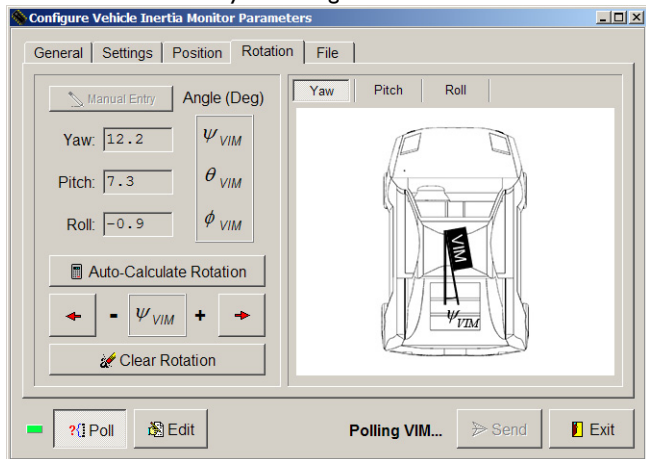 Configure Vehicle Inertia Monitor Parameters
General Settings Position Rotation File
Manual Entry Angle (Deg)
Yaw: 12.2 ψ VIM
Pitch: 7.3 θ VIM
Roll: -0.9 ϕ VIM
Auto-Calculate Rotation
- ψ VIM +
Clear Rotation
Yaw Pitch Roll
VIM
ψ VIM
?{} Poll Edit Polling VIM... Send Exit